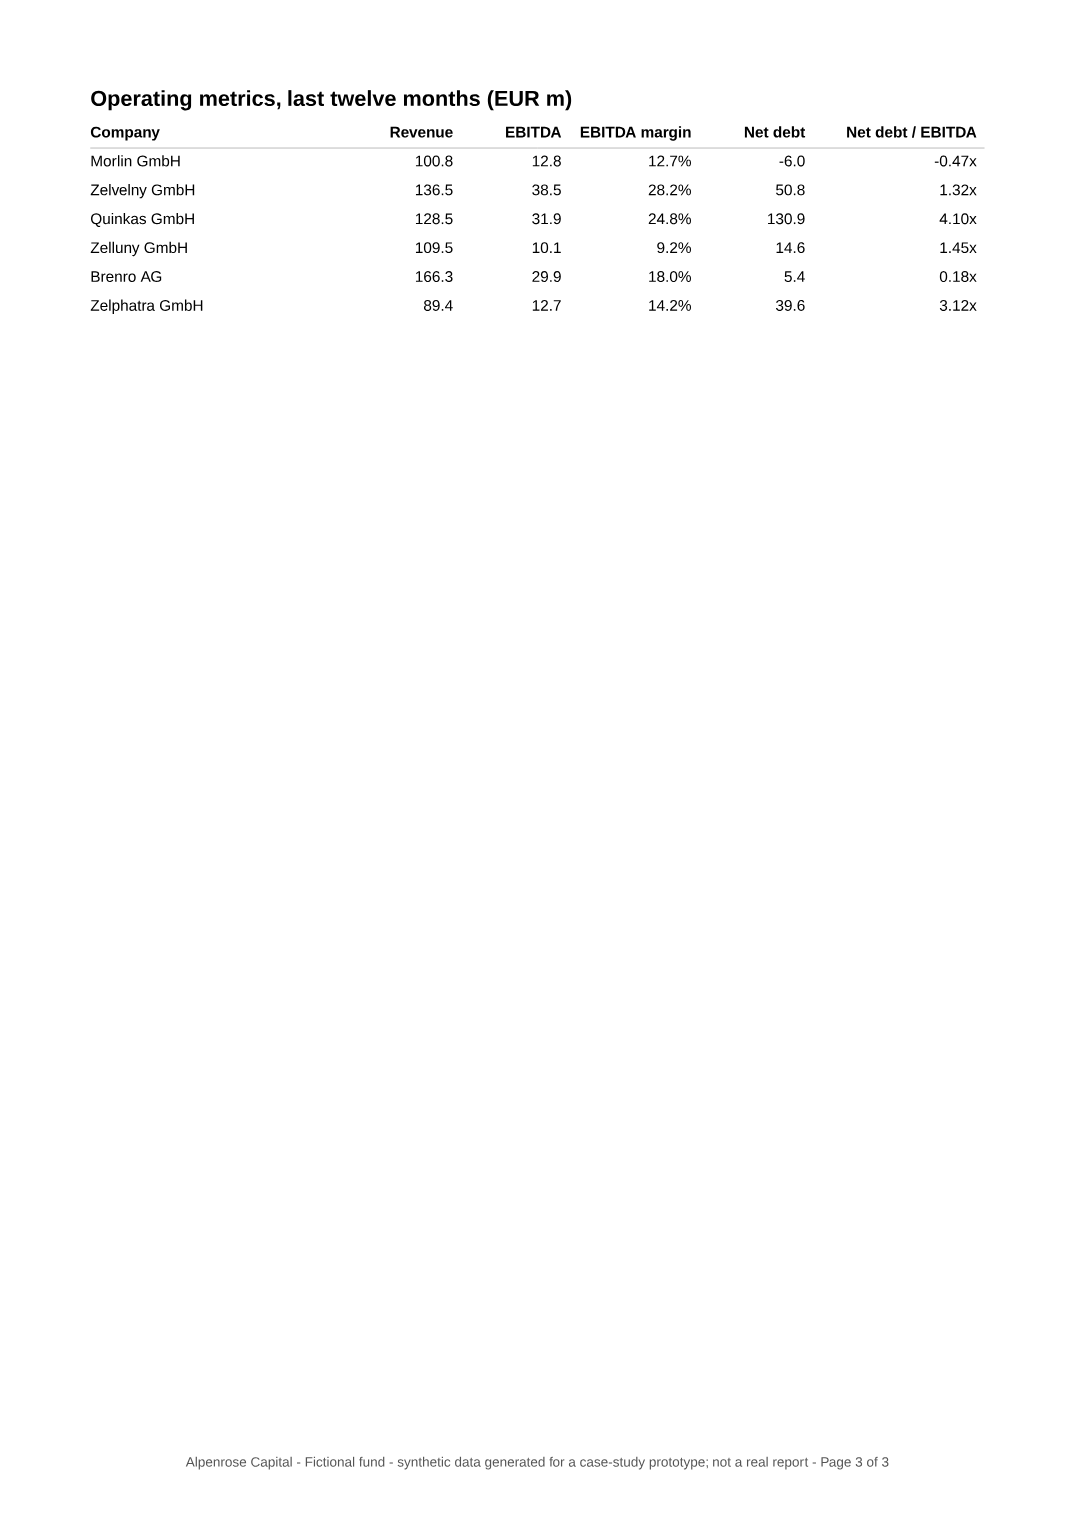 Operating metrics, last twelve months (EUR m)
Company Revenue EBITDA EBITDA margin Net debt Net debt / EBITDA
Morlin GmbH 100.8 12.8 12.7% -6.0 -0.47x
Zelvelny GmbH 136.5 38.5 28.2% 50.8 1.32x
Quinkas GmbH 128.5 31.9 24.8% 130.9 4.10x
Zelluny GmbH 109.5 10.1 9.2% 14.6 1.45x
Brenro AG 166.3 29.9 18.0% 5.4 0.18x
Zelphatra GmbH 89.4 12.7 14.2% 39.6 3.12x
Alpenrose Capital - Fictional fund - synthetic data generated for a case-study prototype; not a real report - Page 3 of 3